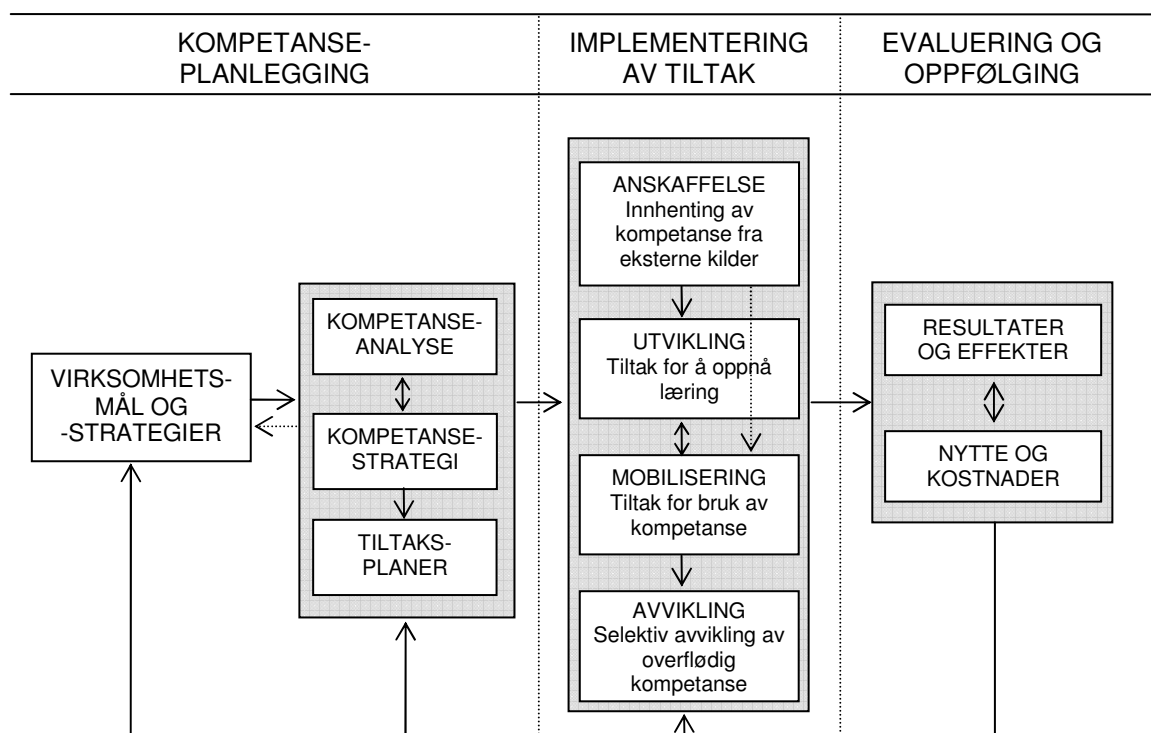 KOMPETANSE-
PLANLEGGING
IMPLEMENTERING
AV TILTAK
EVALUERING OG
OPPFØLGING
VIRKSOMHETS-
MÅL OG
-STRATEGIER
KOMPETANSE-
ANALYSE
KOMPETANSE-
STRATEGI
TILTAKS-
PLANER
ANSKAFFELSE
Innhenting av
kompetanse fra
eksterne kilder
UTVIKLING
Tiltak for å oppnå
læring
MOBILISERING
Tiltak for bruk av
kompetanse
AVVIKLING
Selektiv avvikling av
overflødig
kompetanse
RESULTATER
OG EFFEKTER
NYTTE OG
KOSTNADER